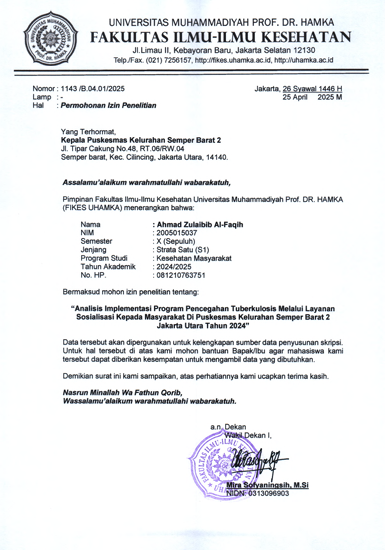 UNIVERSITAS MUHAMMADIYAH PROF. DR. HAMKA
FAKULTAS ILMU-ILMU KESEHATAN
Jl.Limau II, Kebayoran Baru, Jakarta Selatan 12130
Telp./Fax. (021) 7256157, http://fikes.uhamka.ac.id, http://uhamka.ac.id
Nomor : 1143 /B.04.01/2025
Jakarta, 26 Syawal 1446 H
Lamp : -
25 April 2025 M
Hal : Permohonan Izin Penelitian
Yang Terhormat,
Kepala Puskesmas Kelurahan Semper Barat 2
Jl. Tipar Cakung No.48, RT.06/RW.04
Semper barat, Kec. Cilincing, Jakarta Utara, 14140.
Assalamu'alaikum warahmatullahi wabarakatuh,
Pimpinan Fakultas Ilmu-Ilmu Kesehatan Universitas Muhammadiyah Prof. DR. HAMKA
(FIKES UHAMKA) menerangkan bahwa:
Nama : Ahmad Zulaibib Al-Faqih
NIM : 2005015037
Semester : X (Sepuluh)
Jenjang : Strata Satu (S1)
Program Studi : Kesehatan Masyarakat
Tahun Akademik : 2024/2025
No. HP. : 081210763751
Bermaksud mohon izin penelitian tentang:
"Analisis Implementasi Program Pencegahan Tuberkulosis Melalui Layanan
Sosialisasi Kepada Masyarakat Di Puskesmas Kelurahan Semper Barat 2
Jakarta Utara Tahun 2024"
Data tersebut akan dipergunakan untuk kelengkapan sumber data penyusunan skripsi.
Untuk hal tersebut di atas kami mohon bantuan Bapak/Ibu agar mahasiswa kami
tersebut dapat diberikan kesempatan untuk mengambil data yang dibutuhkan.
Demikian surat ini kami sampaikan, atas perhatiannya kami ucapkan terima kasih.
Nasrun Minallah Wa Fathun Qorib,
Wassalamu'alaikum warahmatullahi wabarakatuh.
a.n. Dekan
Wakil Dekan I,
Mira Sofyaningsih, M.Si
NIDN: 0313096903